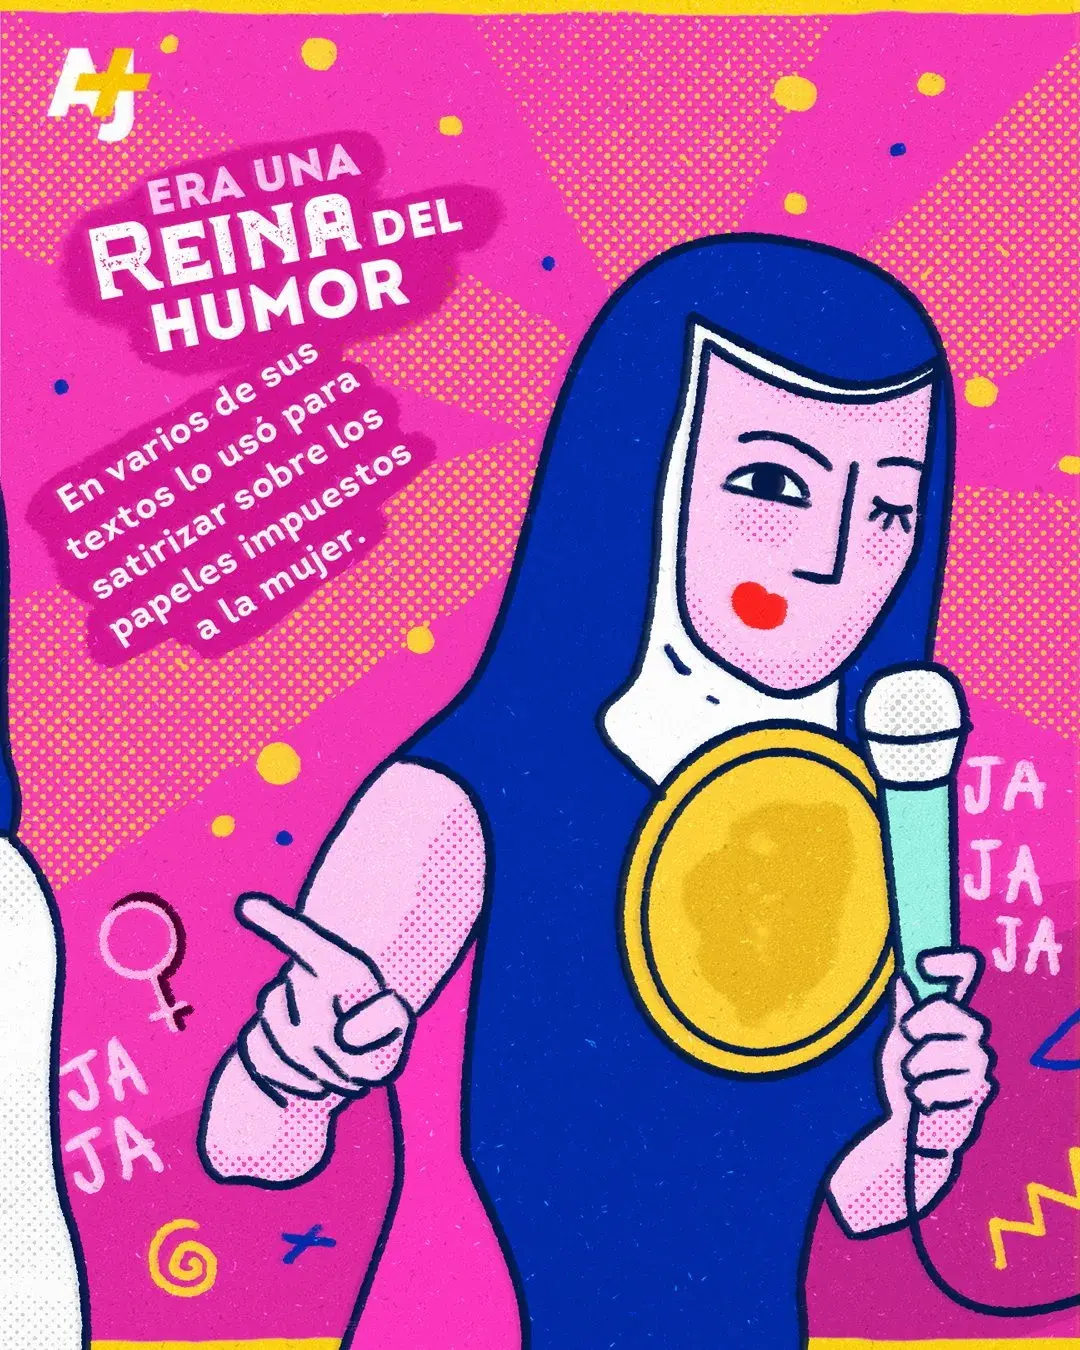 AJ+
ERA UNA
REINA DEL
HUMOR
En varios de sus
textos lo usó para
satirizar sobre los
papeles impuestos
a la mujer.
JA
JA
JA
JA
JA